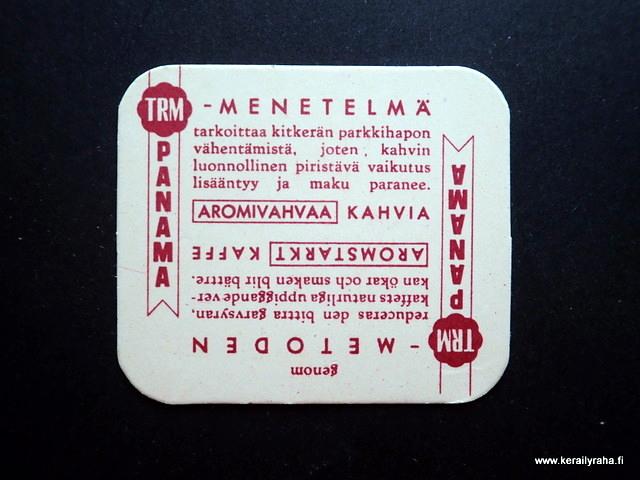 TRM
PANAMA
-MENETELMÄ
tarkoittaa kitkerän parkkihapon
vähentämistä, joten kahvin
luonnollinen piristävä vaikutus
lisääntyy ja maku paranee.
AROMIVAHVAA KAHVIA
TRM
PANAMA
genom
-METODEN
reduceras den bittra garvsyran,
kaffets naturliga uppiggande ver-
kan ökar och smaken blir bättre.
AROMSTARKT KAFFE
www.kerailyraha.fi